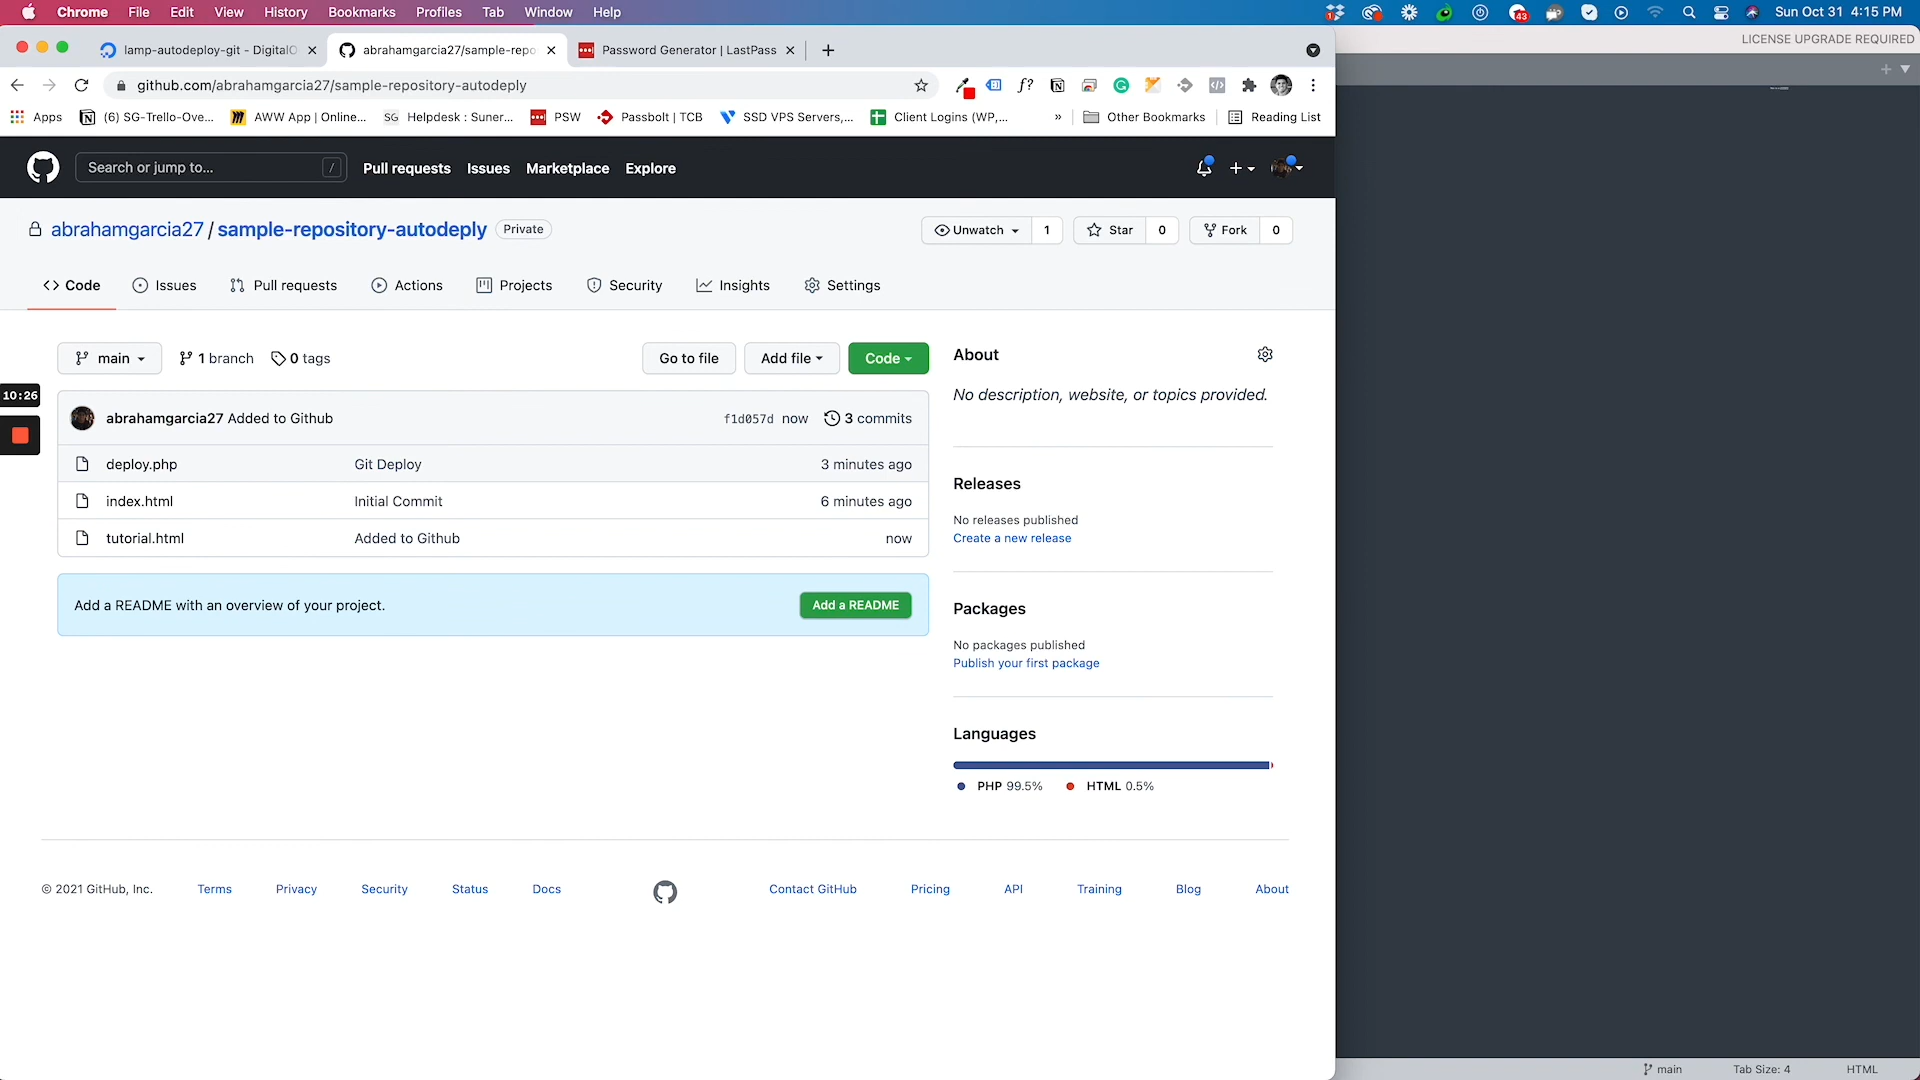 Chrome File Edit View History Bookmarks Profiles Tab Window Help 1 43 Sun Oct 31 4:15 PM
LICENSE UPGRADE REQUIRED
lamp-autodeploy-git - DigitalO abrahamgarcia27/sample-repo Password Generator | LastPass
github.com/abrahamgarcia27/sample-repository-autodeply f?
Apps (6) SG-Trello-Ove... AWW App | Online... SG Helpdesk : Suner... PSW Passbolt | TCB SSD VPS Servers,... Client Logins (WP,... » Other Bookmarks Reading List
Search or jump to... / Pull requests Issues Marketplace Explore
abrahamgarcia27 / sample-repository-autodeply Private Unwatch 1 Star 0 Fork 0
Code Issues Pull requests Actions Projects Security Insights Settings
main 1 branch 0 tags Go to file Add file Code About
No description, website, or topics provided.
10:26
abrahamgarcia27 Added to Github f1d057d now 3 commits
deploy.php Git Deploy 3 minutes ago
index.html Initial Commit 6 minutes ago
tutorial.html Added to Github now
Releases
No releases published
Create a new release
Add a README with an overview of your project. Add a README
Packages
No packages published
Publish your first package
Languages
PHP 99.5% HTML 0.5%
© 2021 GitHub, Inc. Terms Privacy Security Status Docs Contact GitHub Pricing API Training Blog About
main Tab Size: 4 HTML